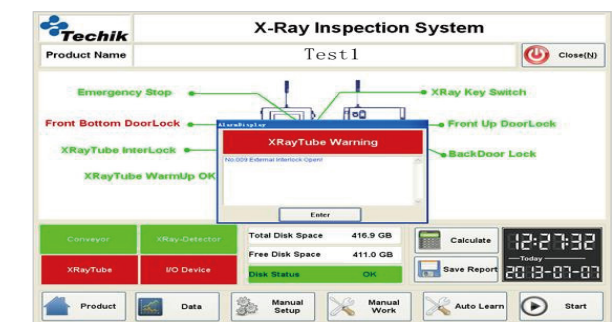 Techik
X-Ray Inspection System
Product Name
Test1
Close(N)
Emergency Stop
XRay Key Switch
Front Bottom DoorLock
Front Up DoorLock
XRayTube InterLock
BackDoor Lock
XRayTube WarmUp OK
AlarmDisplay
XRayTube Warning
No:009 External Interlock Open!
Enter
Conveyor
XRay-Detector
XRayTube
I/O Device
Total Disk Space 416.9 GB
Free Disk Space 411.0 GB
Disk Status OK
Calculate
Save Report
12:27:32
Today
2013-07-07
Product
Data
Manual Setup
Manual Work
Auto Learn
Start